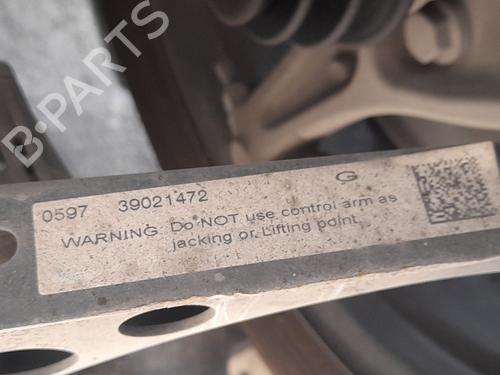 B-PARTS
0597 39021472 G
WARNING Do NOT use control arm as
jacking or Lifting point.